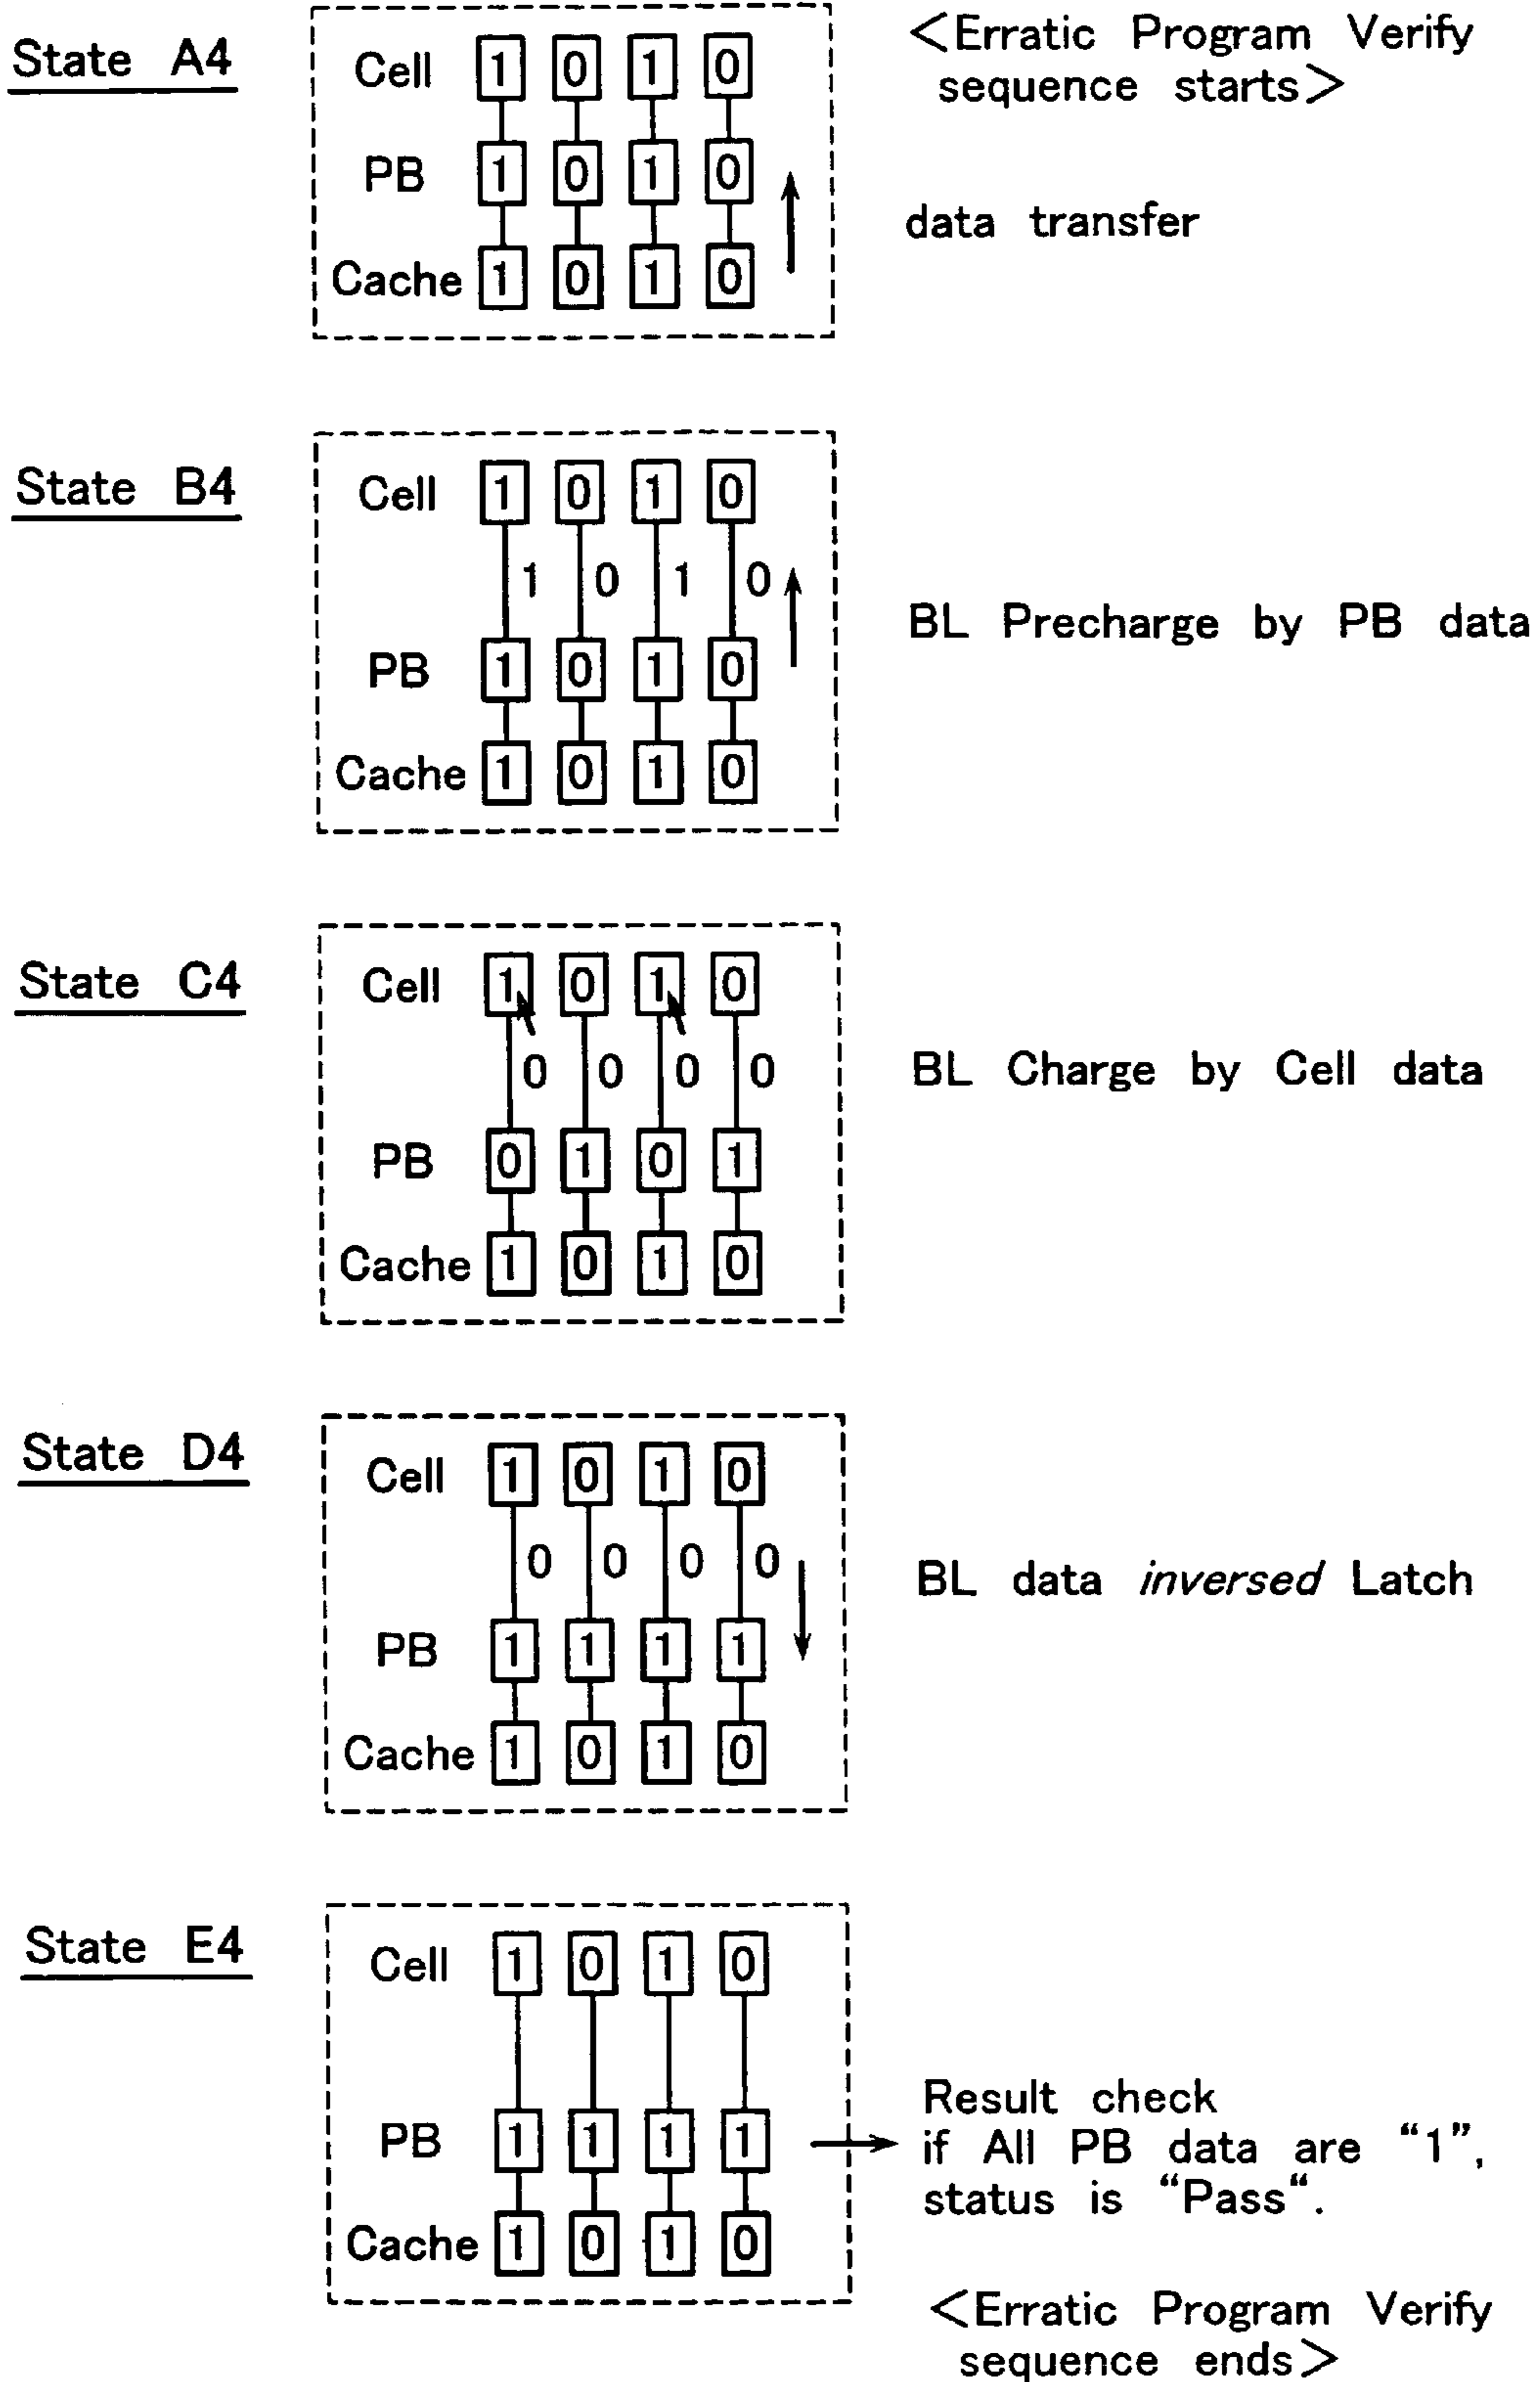 State A4
Cell 1 0 1 0
PB 1 0 1 0
Cache 1 0 1 0
<Erratic Program Verify
sequence starts>
data transfer
State B4
Cell 1 0 1 0
1 0 1 0
PB 1 0 1 0
Cache 1 0 1 0
BL Precharge by PB data
State C4
Cell 1 0 1 0
0 0 0 0
PB 0 1 0 1
Cache 1 0 1 0
BL Charge by Cell data
State D4
Cell 1 0 1 0
0 0 0 0
PB 1 1 1 1
Cache 1 0 1 0
BL data inversed Latch
State E4
Cell 1 0 1 0
PB 1 1 1 1
Cache 1 0 1 0
Result check
if All PB data are “1”,
status is “Pass“.
<Erratic Program Verify
sequence ends>